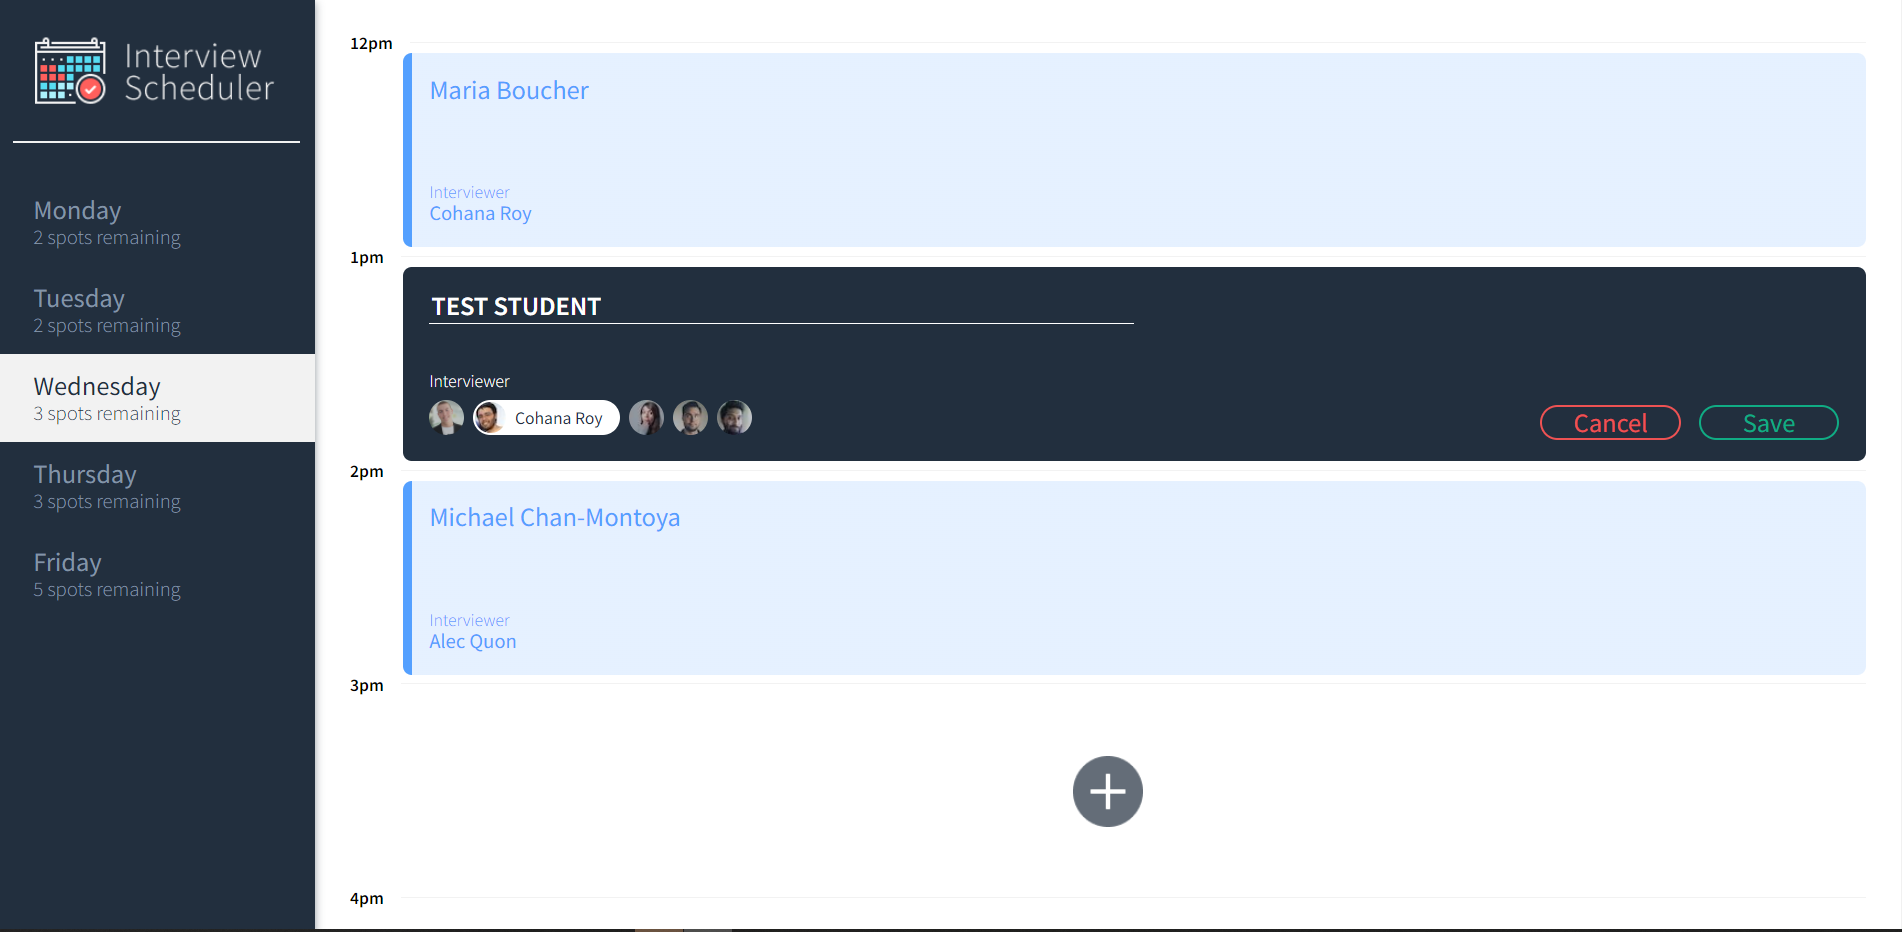 Interview
Scheduler
Monday
2 spots remaining
Tuesday
2 spots remaining
Wednesday
3 spots remaining
Thursday
3 spots remaining
Friday
5 spots remaining
12pm
Maria Boucher
Interviewer
Cohana Roy
1pm
TEST STUDENT
Interviewer
Cohana Roy
Cancel
Save
2pm
Michael Chan-Montoya
Interviewer
Alec Quon
3pm
4pm